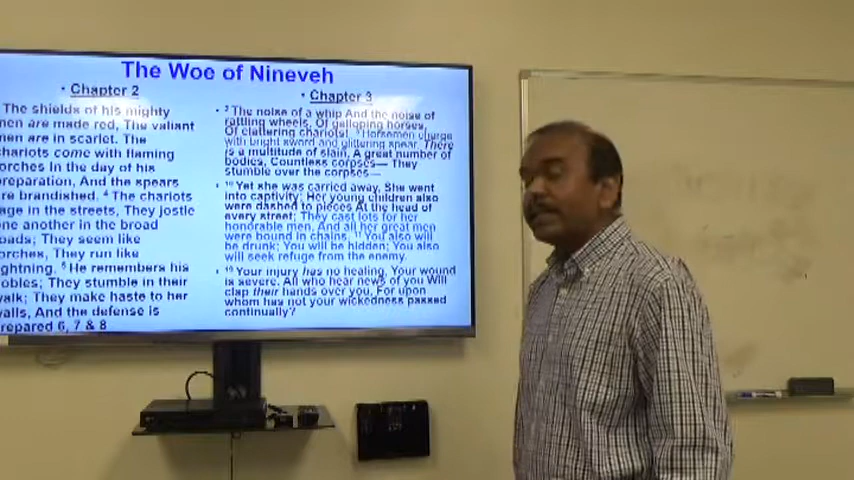 The Woe of Nineveh
• Chapter 2
The shields of his mighty
men are made red, The valiant
men are in scarlet. The
chariots come with flaming
torches In the day of his
preparation, And the spears
are brandished. 4 The chariots
rage in the streets, They jostle
one another in the broad
roads; They seem like
torches, They run like
lightning. 5 He remembers his
nobles; They stumble in their
walk; They make haste to her
walls, And the defense is
prepared 6, 7 & 8
• Chapter 3
• 2 The noise of a whip And the noise of
rattling wheels, Of galloping horses,
Of clattering chariots! 3 Horsemen charge
with bright sword and glittering spear. There
is a multitude of slain, A great number of
bodies, Countless corpses— They
stumble over the corpses—
• 10 Yet she was carried away, She went
into captivity; Her young children also
were dashed to pieces At the head of
every street; They cast lots for her
honorable men, And all her great men
were bound in chains. 11 You also will
be drunk; You will be hidden; You also
will seek refuge from the enemy.
• 19 Your injury has no healing, Your wound
is severe. All who hear news of you Will
clap their hands over you, For upon
whom has not your wickedness passed
continually?